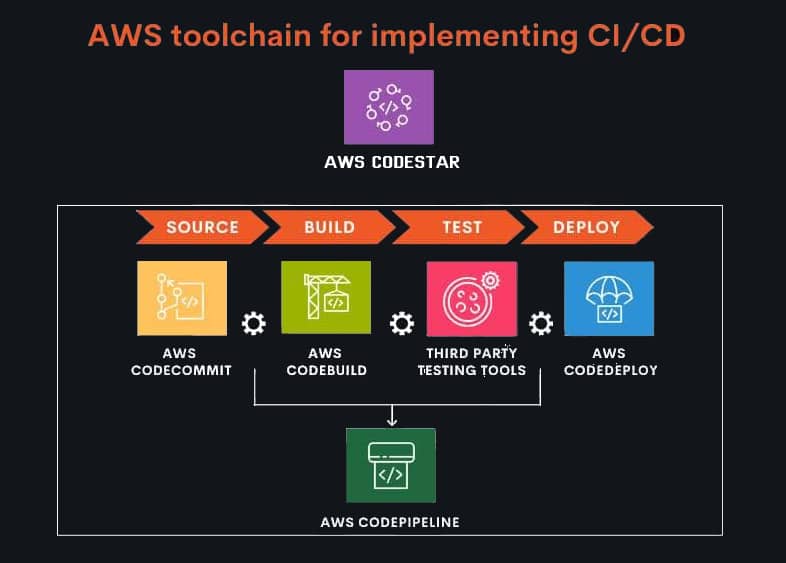 AWS toolchain for implementing CI/CD
</>
AWS CODESTAR
SOURCE
BUILD
TEST
DEPLOY
</>
</>
</>
AWS
CODECOMMIT
AWS
CODEBUILD
THIRD PARTY
TESTING TOOLS
AWS
CODEDEPLOY
</>
AWS CODEPIPELINE